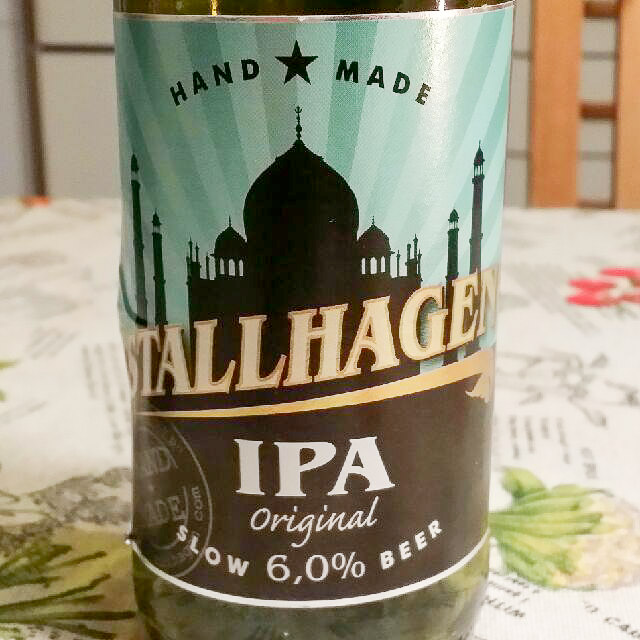 HAND ★ MADE
STALLHAGEN
IPA
Original
SLOW 6,0% BEER